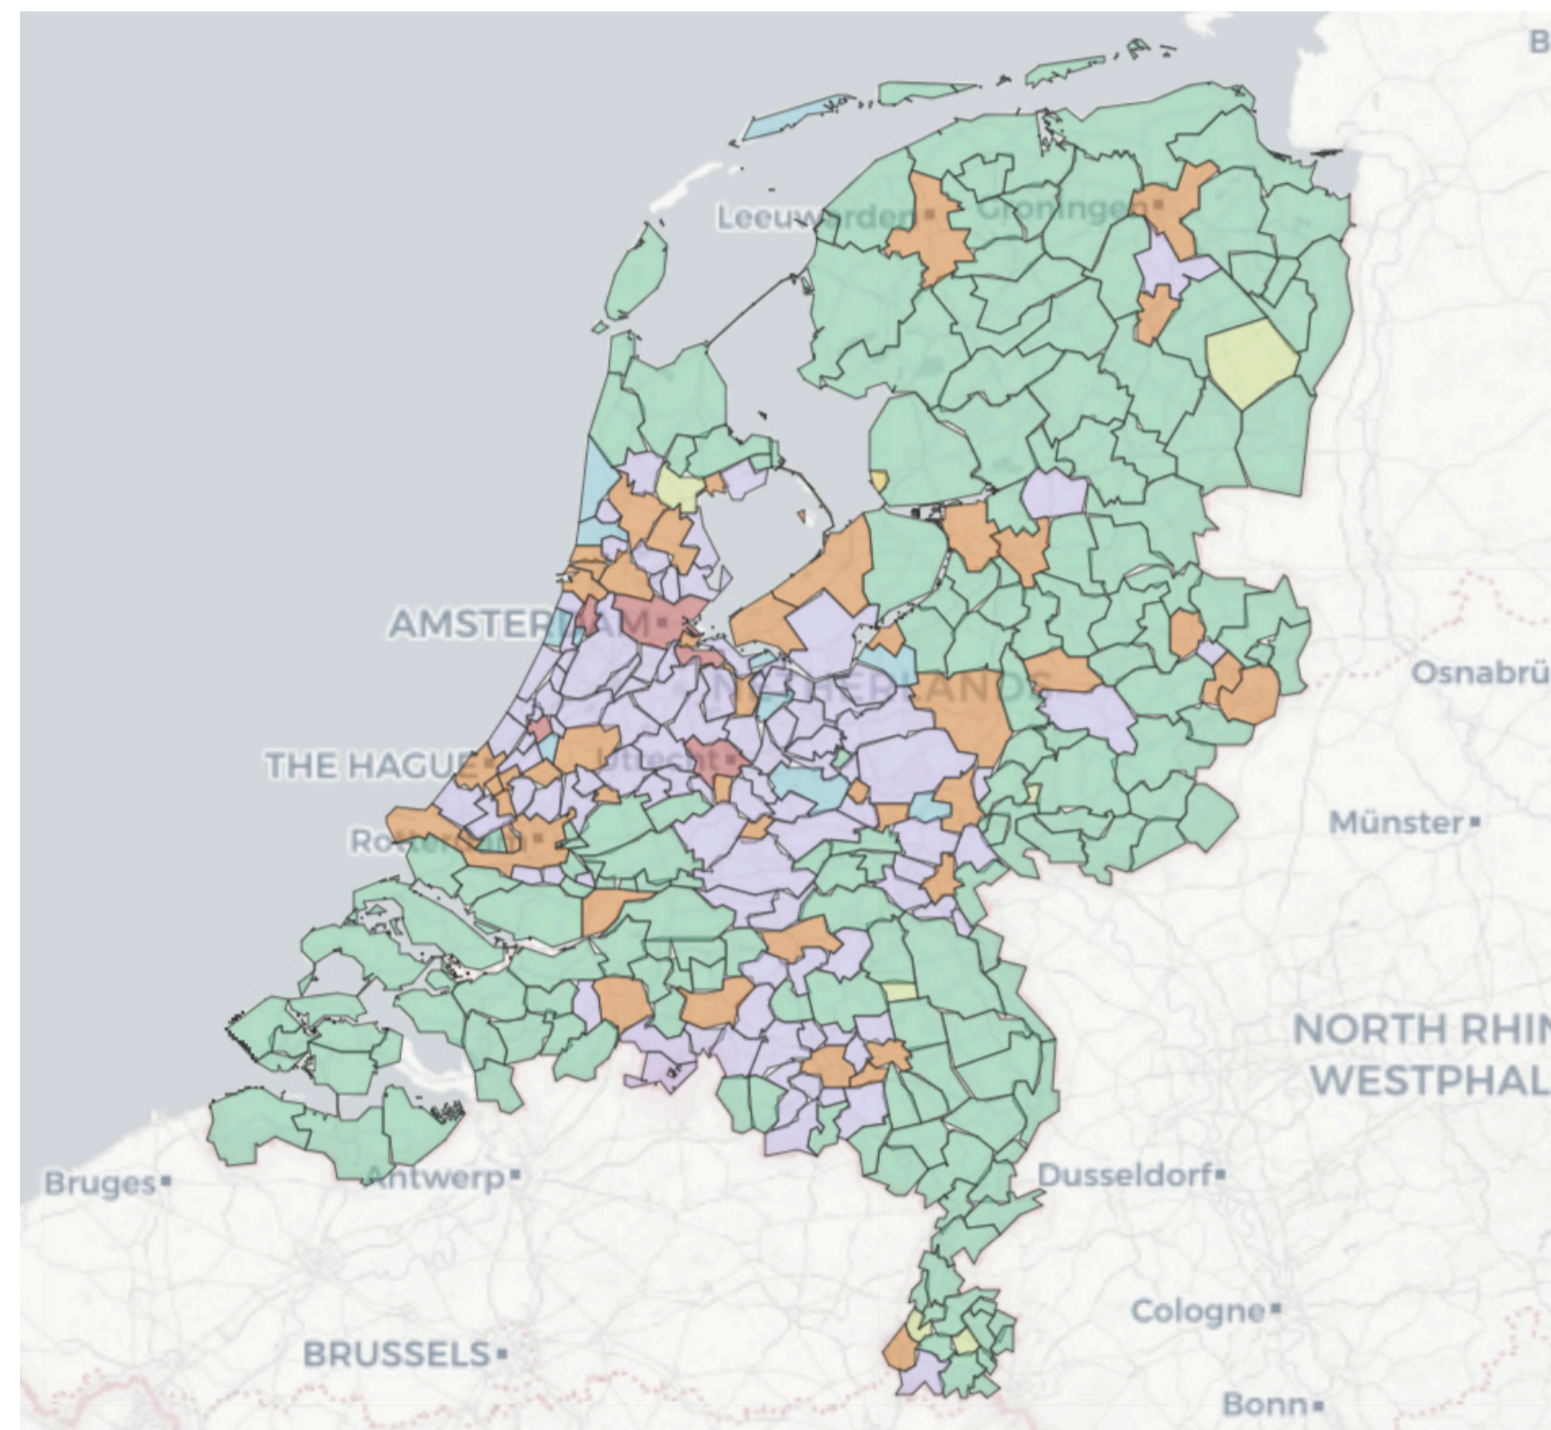 B
Leeuwarden
Groningen
AMSTERDAM
Osnabrü
NETHERLANDS
THE HAGUE
Utrecht
Münster
Rotterdam
NORTH RHIN
WESTPHAL
Bruges
Antwerp
Dusseldorf
Cologne
BRUSSELS
Bonn